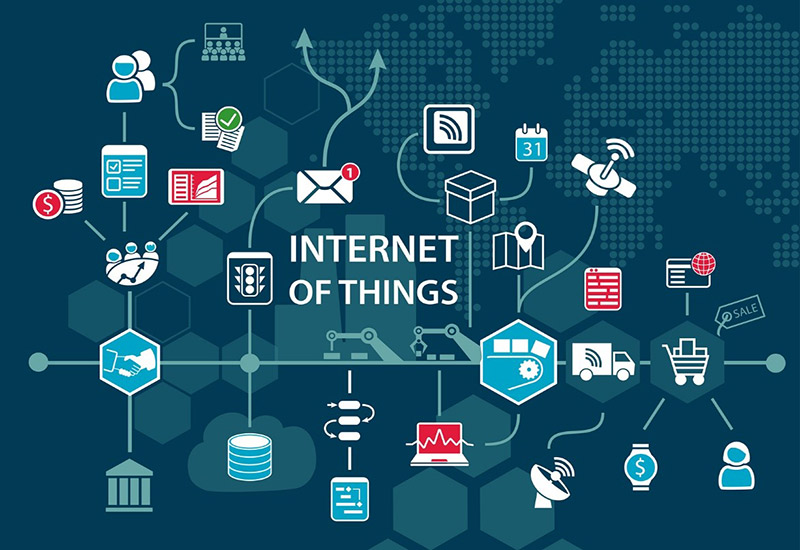 1
31
$
INTERNET
OF THINGS
SALE
$